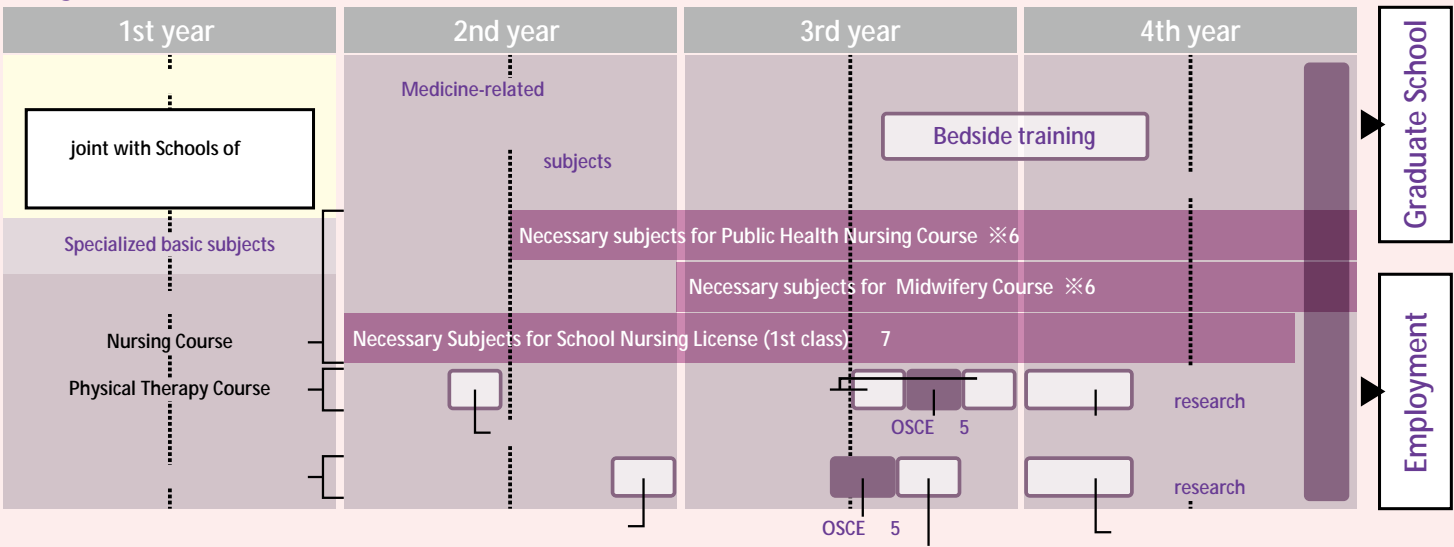 1st year
2nd year
3rd year
4th year
Graduate School
Medicine-related
subjects
joint with Schools of
Bedside training
Specialized basic subjects
Necessary subjects for Public Health Nursing Course ※6
Necessary subjects for Midwifery Course ※6
Nursing Course
Necessary Subjects for School Nursing License (1st class) 7
Physical Therapy Course
OSCE 5
research
OSCE 5
research
Employment